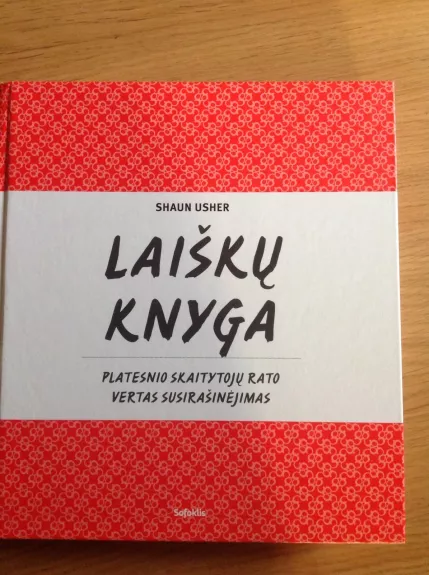 SHAUN USHER
LAIŠKŲ
KNYGA
PLATESNIO SKAITYTOJŲ RATO
VERTAS SUSIRAŠINĖJIMAS
Sofoklis